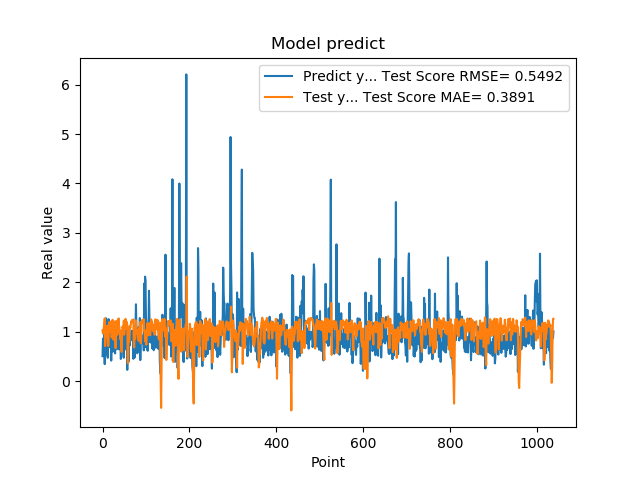 Model predict
Predict y... Test Score RMSE= 0.5492
Test y... Test Score MAE= 0.3891
Real value
6
5
4
3
2
1
0
0 200 400 600 800 1000
Point